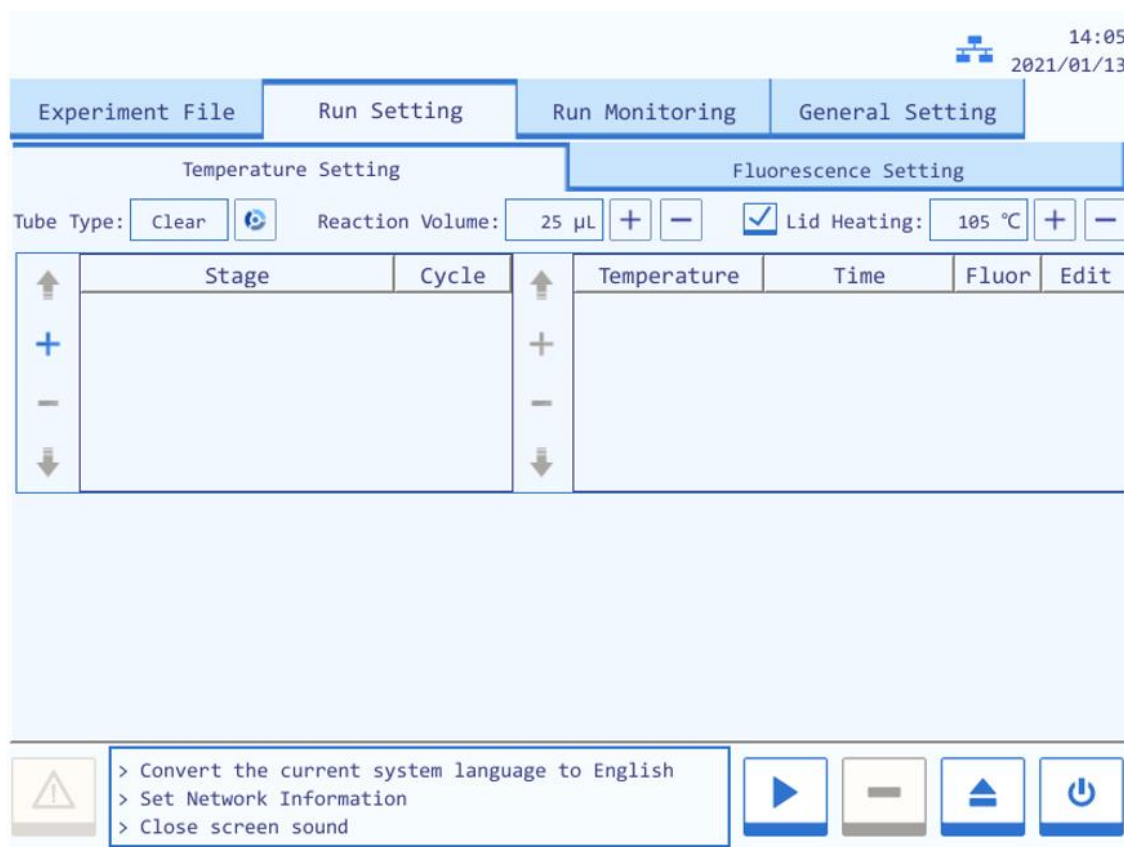 14:05
2021/01/13
Experiment File Run Setting Run Monitoring General Setting
Temperature Setting Fluorescence Setting
Tube Type: Clear Reaction Volume: 25 μL + − Lid Heating: 105 ℃ + −
Stage Cycle Temperature Time Fluor Edit
> Convert the current system language to English
> Set Network Information
> Close screen sound